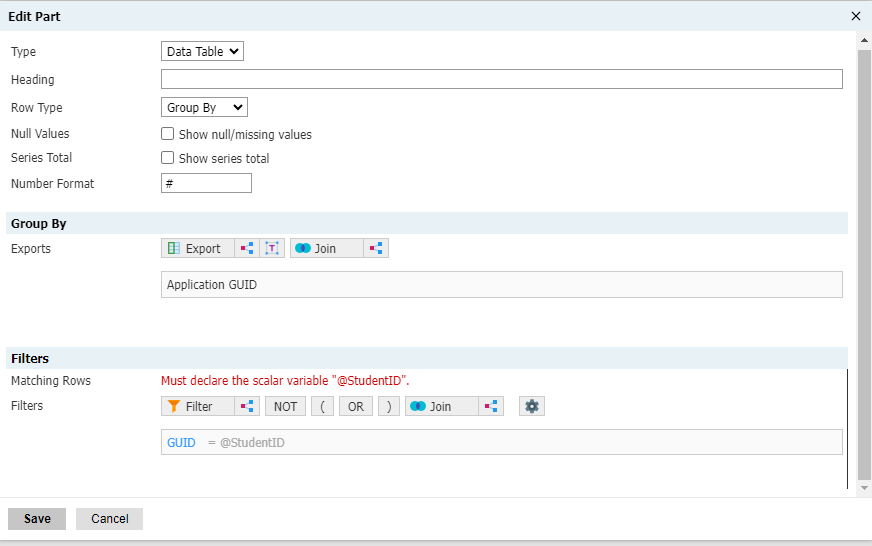 Edit Part ×
Type Data Table
Heading
Row Type Group By
Null Values Show null/missing values
Series Total Show series total
Number Format #
Group By
Exports Export Join
Application GUID
Filters
Matching Rows Must declare the scalar variable "@StudentID".
Filters Filter NOT ( OR ) Join
GUID = @StudentID
Save Cancel